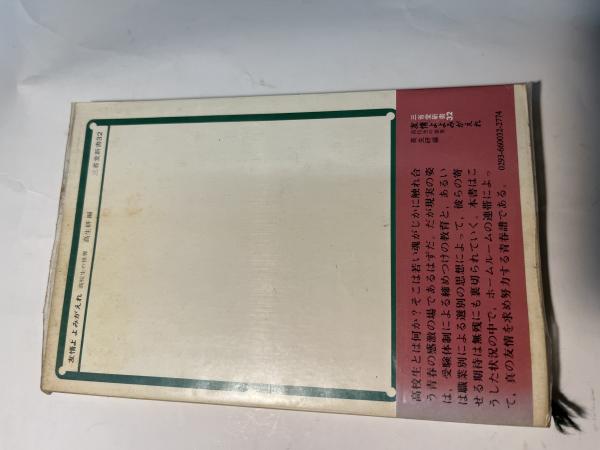 三省堂新書32
友情よよみがえれ 高校生の世界 高生研 編
三省堂新書32
友情よよみがえれ
高校生の世界
高生研 編
高校生とは何か？そこは若い魂がじかに触れ合
う青春の感激の場であるはずだ。だが現実の姿
は、受験体制による締めつけの教育と、あるい
は職業別による選別の思想によって、彼らの寄
せる期待は無残にも裏切られていく。本書はこ
うした状況の中で、ホームルームの連帯によっ
て、真の友情を求め努力する青春譜である。
0293-660032-2774